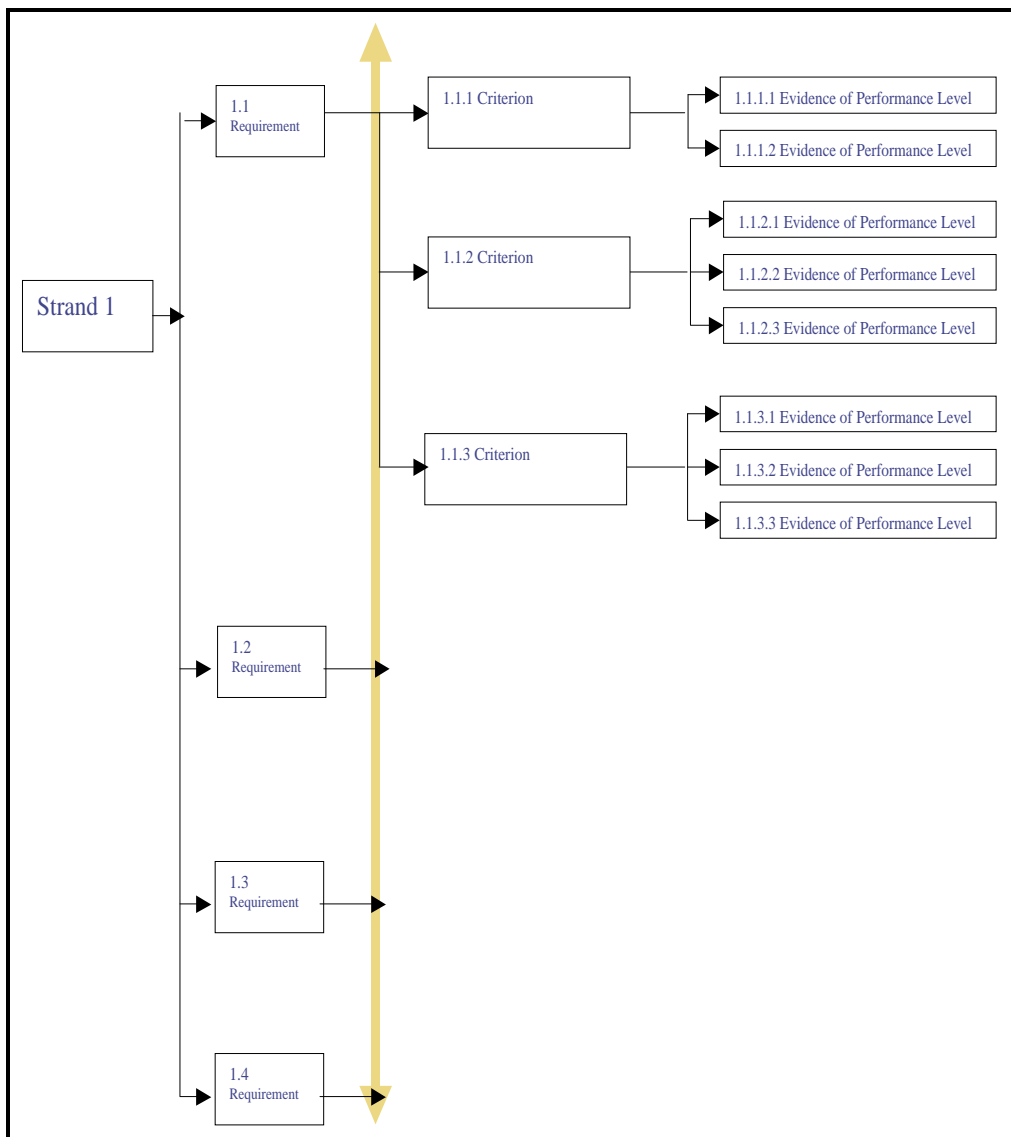 Strand 1
1.1
Requirement
1.1.1 Criterion
1.1.1.1 Evidence of Performance Level
1.1.1.2 Evidence of Performance Level
1.1.2 Criterion
1.1.2.1 Evidence of Performance Level
1.1.2.2 Evidence of Performance Level
1.1.2.3 Evidence of Performance Level
1.1.3 Criterion
1.1.3.1 Evidence of Performance Level
1.1.3.2 Evidence of Performance Level
1.1.3.3 Evidence of Performance Level
1.2
Requirement
1.3
Requirement
1.4
Requirement